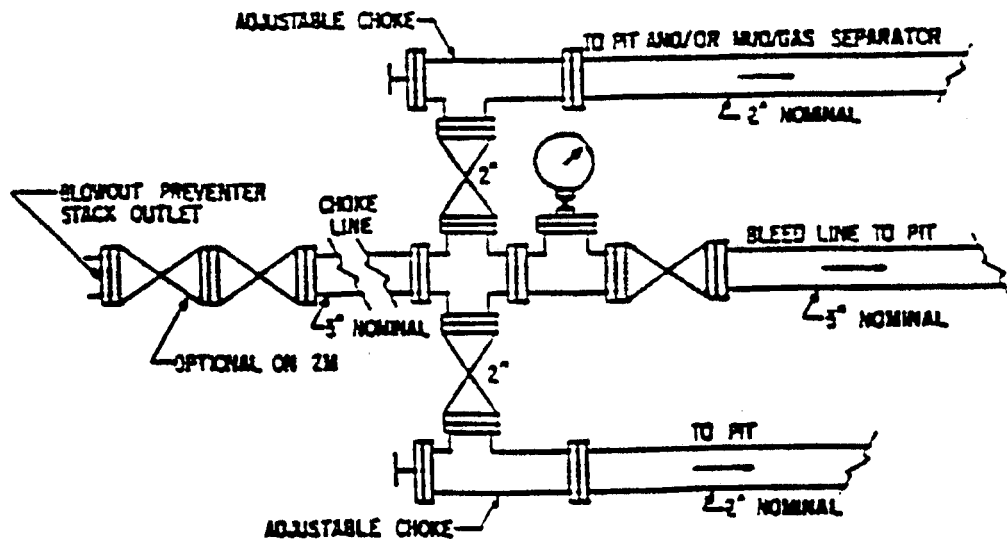 ADJUSTABLE CHOKE
TO PIT AND/OR MUD/GAS SEPARATOR
2" NOMINAL
2"
BLOWOUT PREVENTER
STACK OUTLET
CHOKE
LINE
BLEED LINE TO PIT
3" NOMINAL
3" NOMINAL
OPTIONAL ON 2M
2"
TO PIT
2" NOMINAL
ADJUSTABLE CHOKE